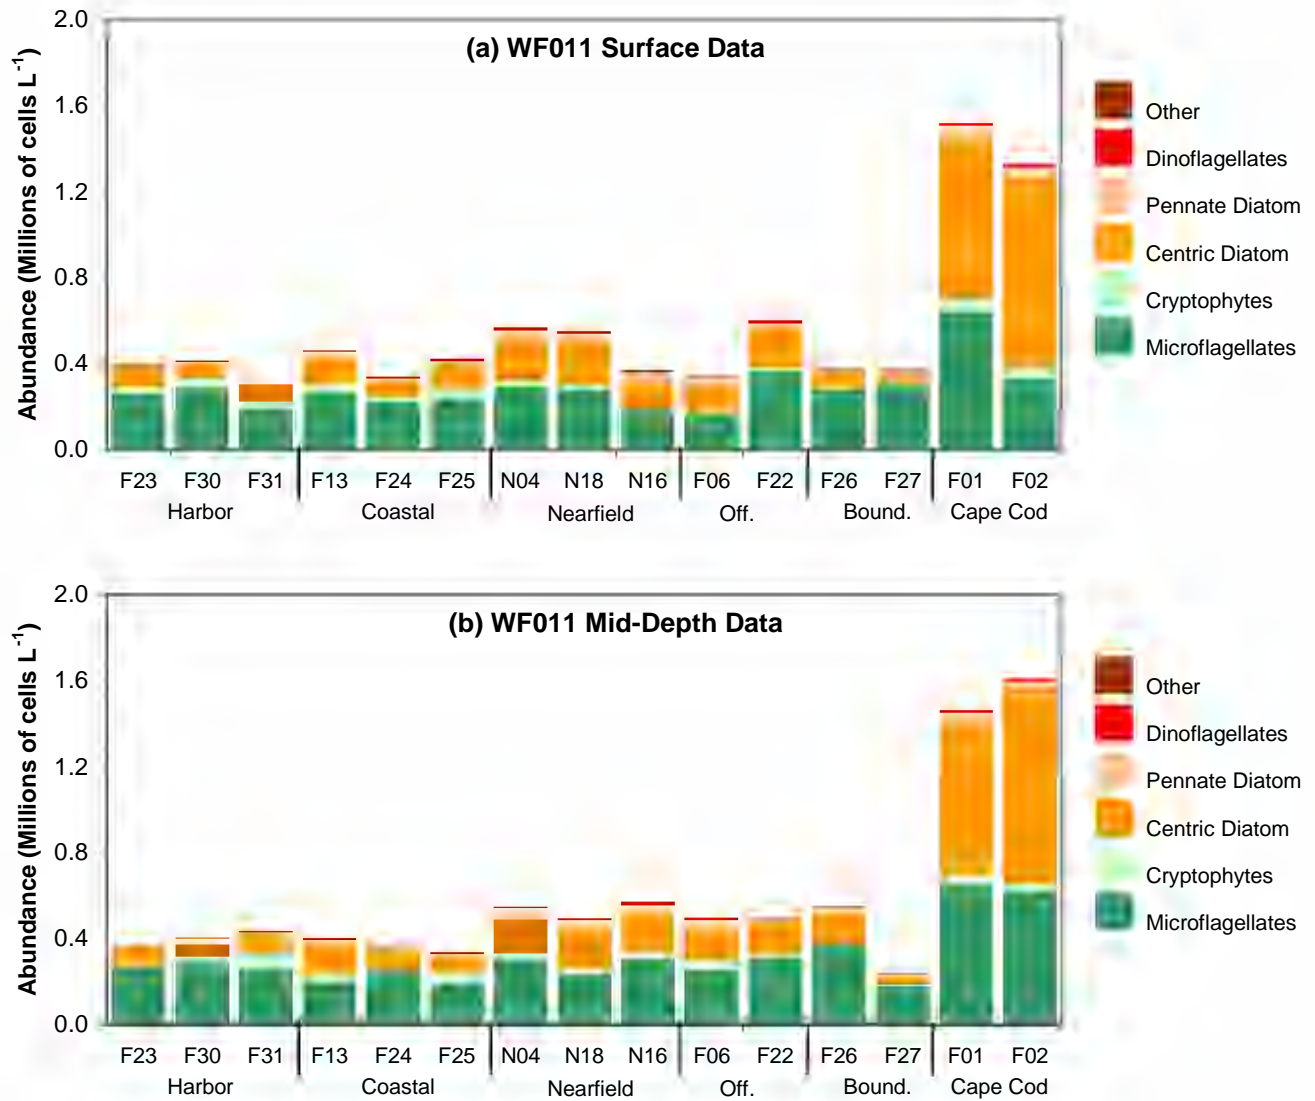 (a) WF011 Surface Data
Abundance (Millions of cells L-1)
2.0
1.6
1.2
0.8
0.4
0.0
F23 F30 F31 F13 F24 F25 N04 N18 N16 F06 F22 F26 F27 F01 F02
Harbor Coastal Nearfield Off. Bound. Cape Cod
Other
Dinoflagellates
Pennate Diatom
Centric Diatom
Cryptophytes
Microflagellates
(b) WF011 Mid-Depth Data
Abundance (Millions of cells L-1)
2.0
1.6
1.2
0.8
0.4
0.0
F23 F30 F31 F13 F24 F25 N04 N18 N16 F06 F22 F26 F27 F01 F02
Harbor Coastal Nearfield Off. Bound. Cape Cod
Other
Dinoflagellates
Pennate Diatom
Centric Diatom
Cryptophytes
Microflagellates